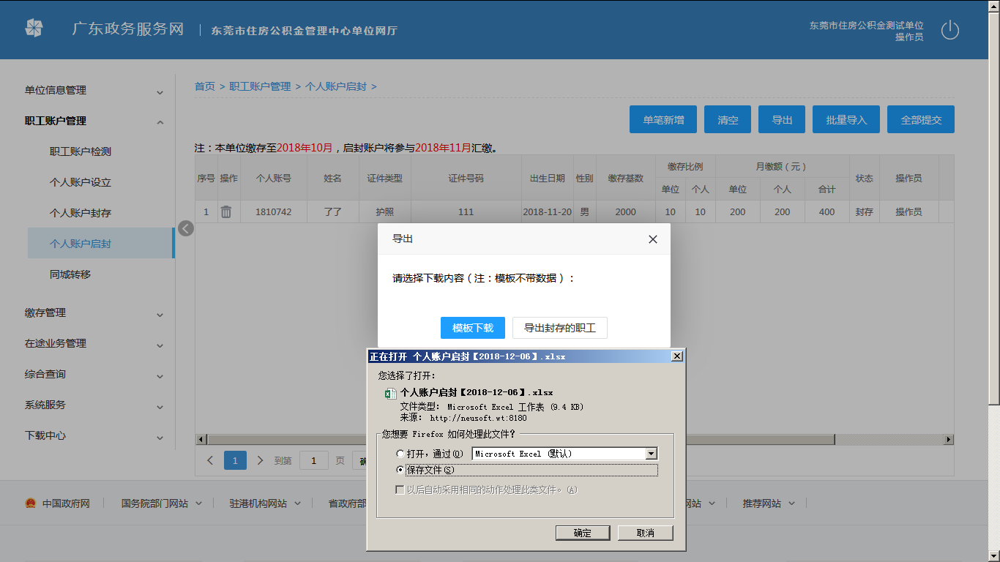 广东政务服务网 | 东莞市住房公积金管理中心单位网厅
东莞市住房公积金测试单位
操作员
单位信息管理
职工账户管理
职工账户检测
个人账户设立
个人账户封存
个人账户启封
同城转移
缴存管理
在途业务管理
综合查询
系统服务
下载中心
首页 > 职工账户管理 > 个人账户启封 >
单笔新增 清空 导出 批量导入 全部提交
注：本单位缴存至2018年10月，启封账户将参与2018年11月汇缴。
序号 操作 个人账号 姓名 证件类型 证件号码 出生日期 性别 缴存基数 缴存比例 月缴额（元） 状态 操作员
单位 个人 单位 个人 合计
1 1810742 了了 护照 111 2018-11-20 男 2000 10 10 200 200 400 封存 操作员
导出
请选择下载内容（注：模板不带数据）：
模板下载 导出封存的职工
正在打开 个人账户启封【2018-12-06】.xlsx
您选择了打开：
个人账户启封【2018-12-06】.xlsx
文件类型： Microsoft Excel 工作表 (9.4 KB)
来源： http://neusoft.wt:8180
您想要 Firefox 如何处理此文件？
打开，通过(O) Microsoft Excel (默认)
保存文件(S)
以后自动采用相同的动作处理此类文件。(A)
确定 取消
1 到第 1 页
中国政府网 国务院部门网站 驻港机构网站 省政府部 网站 推荐网站